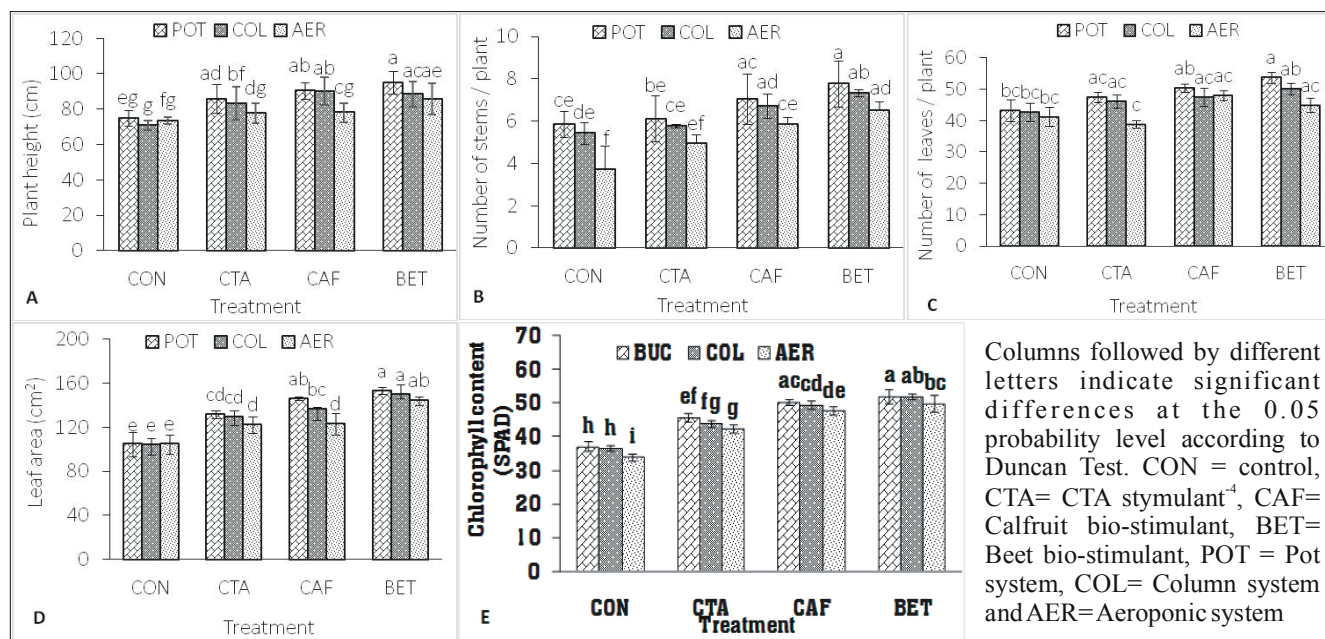 POT COL AER
120
100
80
60
40
20
0
Plant height (cm)
eg g fg
ad bf dg
ab ab cg
a ac ae
CON CTA CAF BET
A
Treatment
POT COL AER
8
6
4
2
0
Number of stems / plant
ce de f
be ce ef
ac ad ce
a ab ad
CON CTA CAF BET
B
Treatment
POT COL AER
60
50
40
30
20
10
0
Number of leaves / plant
bc bc bc
ac ac c
ab ac ac
a ab ac
CON CTA CAF BET
C
Treatment
POT COL AER
200
160
120
80
40
0
Leaf area (cm²)
e e e
cd cd d
ab bc d
a a ab
CON CTA CAF BET
D
Treatment
BUC COL AER
70
60
50
40
30
20
10
0
Chlorophyll content
(SPAD)
h h i
ef fg g
ac cd de
a ab bc
CON CTA CAF BET
E
Treatment
Columns followed by different
letters indicate significant
differences at the 0.05
probability level according to
Duncan Test. CON = control,
CTA= CTA stymulant⁻⁴, CAF=
Calfruit bio-stimulant, BET=
Beet bio-stimulant, POT = Pot
system, COL= Column system
and AER=Aeroponic system